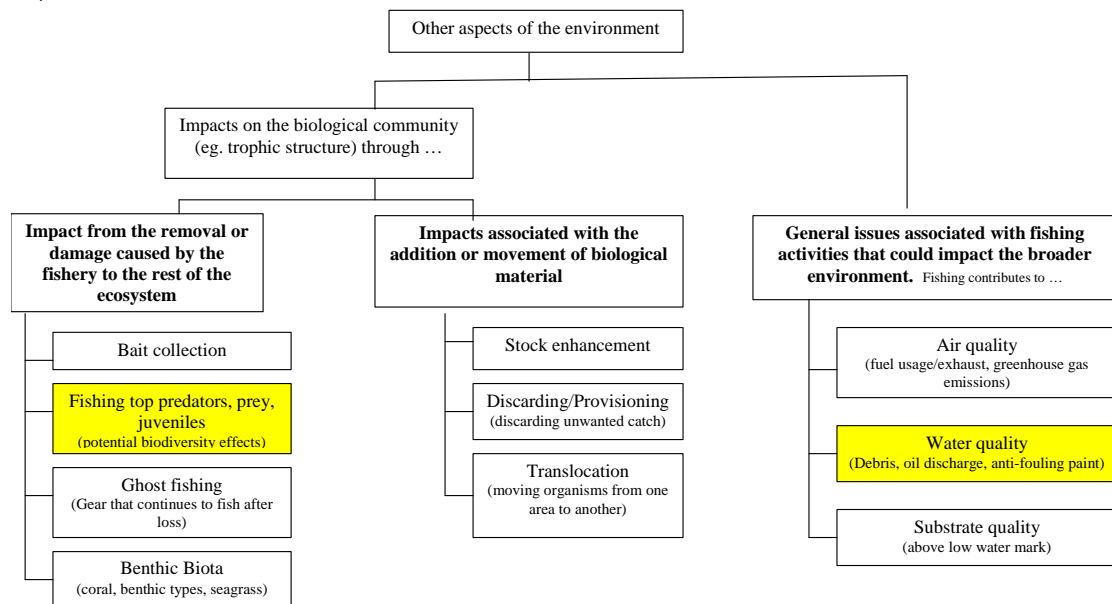 Other aspects of the environment
Impacts on the biological community
(eg. trophic structure) through …
Impact from the removal or
damage caused by the
fishery to the rest of the
ecosystem
Bait collection
Fishing top predators, prey,
juveniles
(potential biodiversity effects)
Ghost fishing
(Gear that continues to fish after
loss)
Benthic Biota
(coral, benthic types, seagrass)
Impacts associated with the
addition or movement of biological
material
Stock enhancement
Discarding/Provisioning
(discarding unwanted catch)
Translocation
(moving organisms from one
area to another)
General issues associated with fishing
activities that could impact the broader
environment. Fishing contributes to …
Air quality
(fuel usage/exhaust, greenhouse gas
emissions)
Water quality
(Debris, oil discharge, anti-fouling paint)
Substrate quality
(above low water mark)